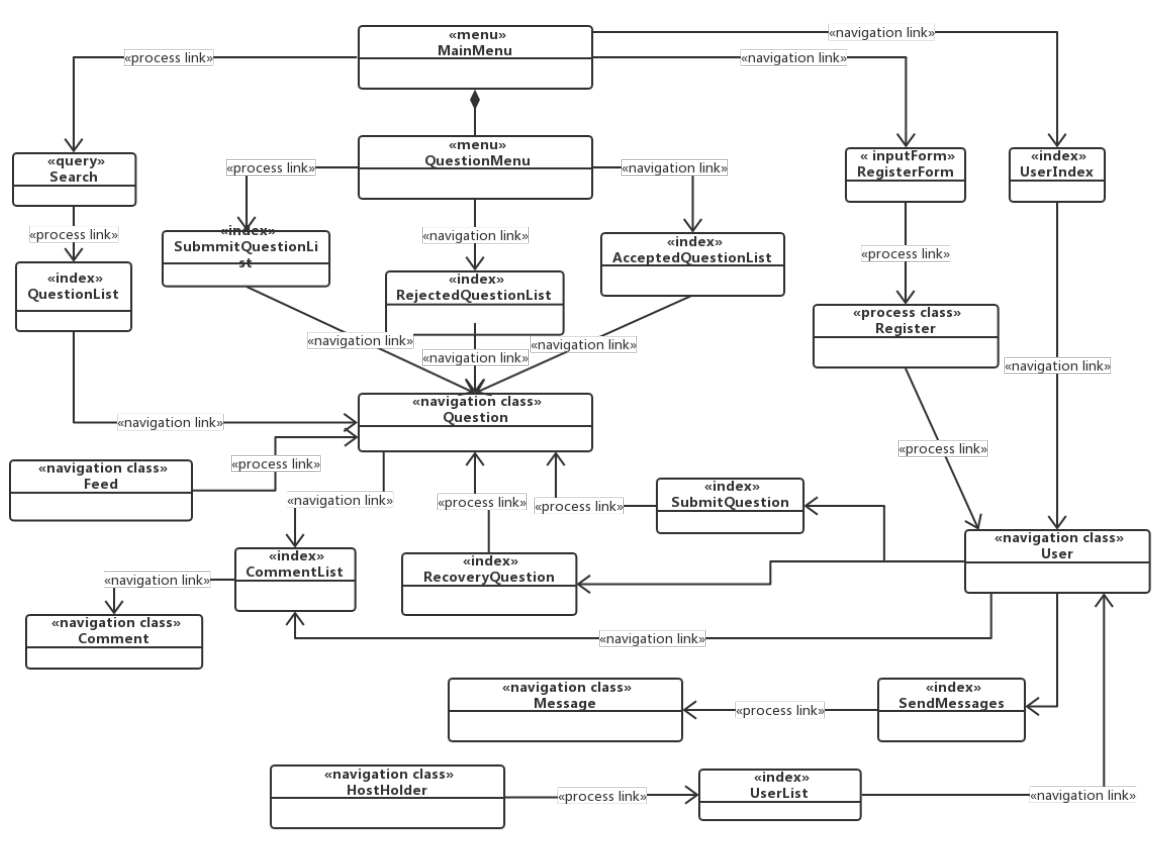 «menu»
MainMenu
«navigation link»
«process link»
«navigation link»
«menu»
QuestionMenu
«query»
Search
«process link»
«navigation link»
« inputForm»
RegisterForm
«index»
UserIndex
«process link»
«index»
SubmmitQuestionLi
st
«navigation link»
«index»
AcceptedQuestionList
«process link»
«index»
QuestionList
«index»
RejectedQuestionList
«process class»
Register
«navigation link»
«navigation link»
«navigation link»
«navigation link»
«navigation class»
Question
«navigation link»
«process link»
«process link»
«navigation class»
Feed
«navigation link»
«process link»
«process link»
«index»
SubmitQuestion
«navigation class»
User
«index»
CommentList
«index»
RecoveryQuestion
«navigation link»
«navigation class»
Comment
«navigation link»
«navigation class»
Message
«process link»
«index»
SendMessages
«navigation class»
HostHolder
«process link»
«index»
UserList
«navigation link»